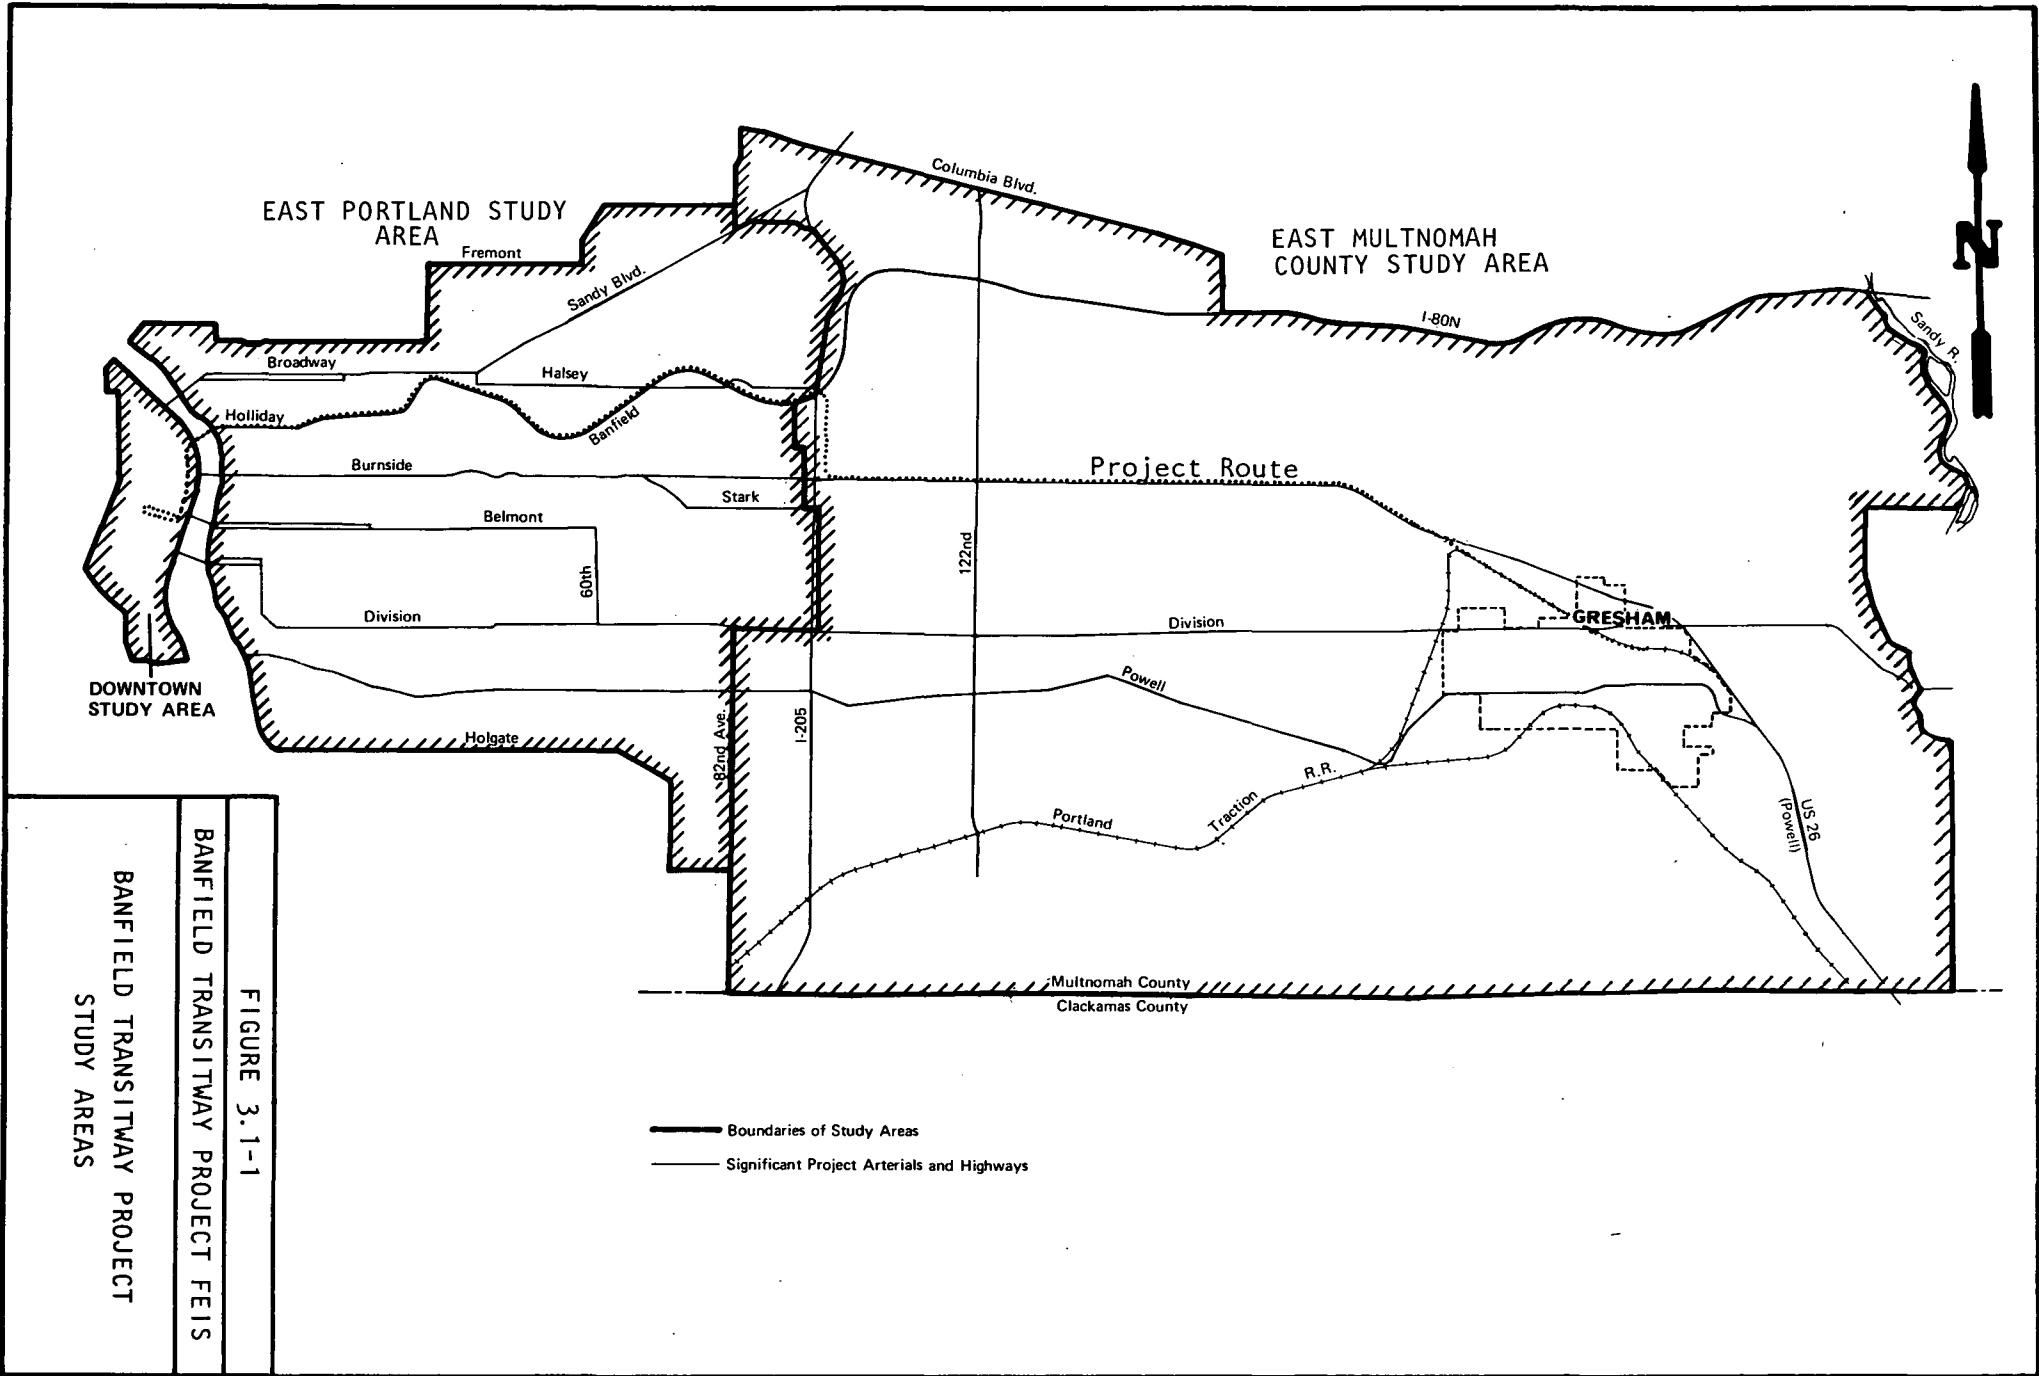 EAST PORTLAND STUDY
AREA
EAST MULTNOMAH
COUNTY STUDY AREA
N
Columbia Blvd.
Fremont
Sandy Blvd.
I-80N
Sandy R.
Broadway
Halsey
Holliday
Banfield
Burnside
Project Route
Stark
Belmont
122nd
60th
Division
Division
GRESHAM
Powell
DOWNTOWN
STUDY AREA
82nd Ave.
I-205
Holgate
R.R.
Traction
Portland
US 26
(Powell)
Multnomah County
Clackamas County
Boundaries of Study Areas
Significant Project Arterials and Highways
FIGURE 3.1-1
BANFIELD TRANSITWAY PROJECT FEIS
BANFIELD TRANSITWAY PROJECT
STUDY AREAS